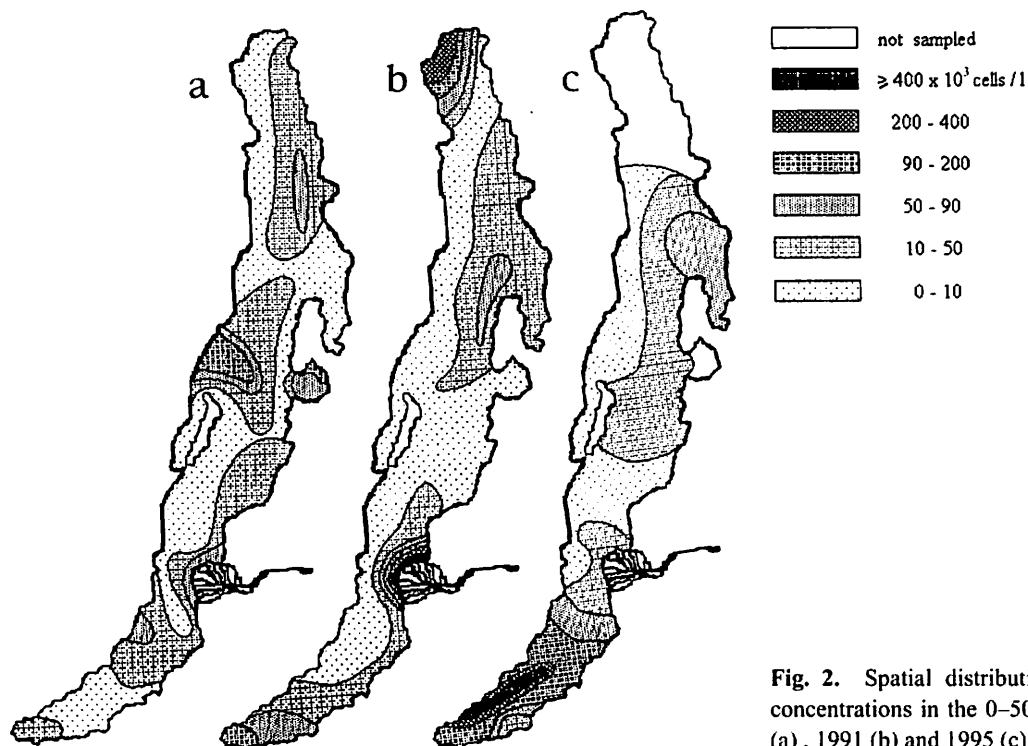 a
b
c
not sampled
≥ 400 x 10³ cells / l
200 - 400
90 - 200
50 - 90
10 - 50
0 - 10
Fig. 2. Spatial distributi
concentrations in the 0–50
(a) , 1991 (b) and 1995 (c)